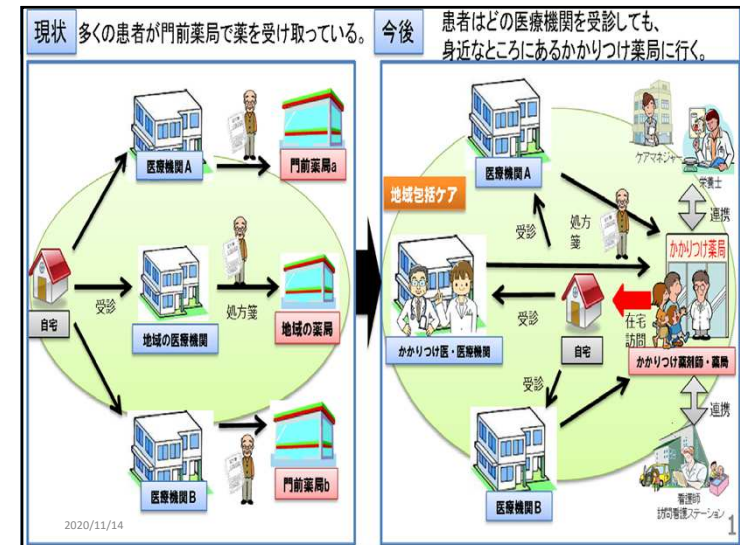 現状 多くの患者が門前薬局で薬を受け取っている。
医療機関A
門前薬局a
自宅
受診
地域の医療機関
処方箋
地域の薬局
医療機関B
門前薬局b
2020/11/14
今後 患者はどの医療機関を受診しても、
身近なところにあるかかりつけ薬局に行く。
医療機関A
ケアマネジャー
栄養士
連携
地域包括ケア
受診
処方
箋
かかりつけ薬局
かかりつけ医・医療機関
受診
自宅
在宅
訪問
かかりつけ薬剤師・薬局
受診
連携
医療機関B
看護師
訪問看護ステーション
1